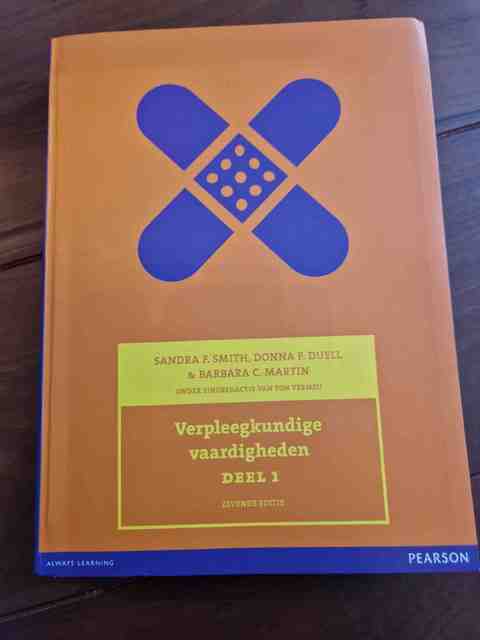 SANDRA F. SMITH, DONNA F. DUELL
& BARBARA C. MARTIN
ONDER EINDREDACTIE VAN TON VERMEIJ
Verpleegkundige
vaardigheden
DEEL 1
ZEVENDE EDITIE
ALWAYS LEARNING
PEARSON